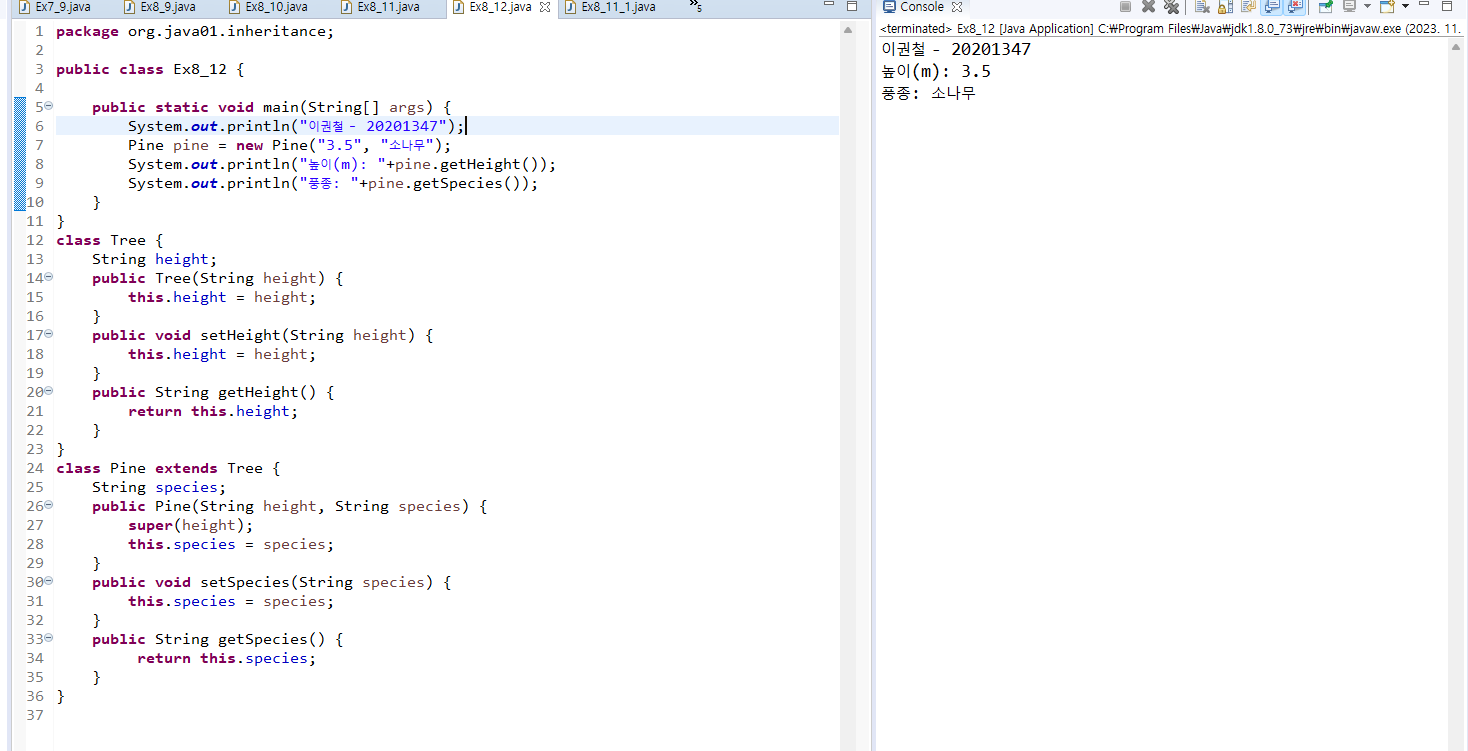 Ex7_9.java Ex8_9.java Ex8_10.java Ex8_11.java Ex8_12.java Ex8_11_1.java »5
1 package org.java01.inheritance;
2
3 public class Ex8_12 {
4
5 public static void main(String[] args) {
6 System.out.println("이권철 - 20201347");
7 Pine pine = new Pine("3.5", "소나무");
8 System.out.println("높이(m): "+pine.getHeight());
9 System.out.println("풍종: "+pine.getSpecies());
10 }
11 }
12 class Tree {
13 String height;
14 public Tree(String height) {
15 this.height = height;
16 }
17 public void setHeight(String height) {
18 this.height = height;
19 }
20 public String getHeight() {
21 return this.height;
22 }
23 }
24 class Pine extends Tree {
25 String species;
26 public Pine(String height, String species) {
27 super(height);
28 this.species = species;
29 }
30 public void setSpecies(String species) {
31 this.species = species;
32 }
33 public String getSpecies() {
34 return this.species;
35 }
36 }
37
Console
<terminated> Ex8_12 [Java Application] C:₩Program Files₩Java₩jdk1.8.0_73₩jre₩bin₩javaw.exe (2023. 11.
이권철 - 20201347
높이(m): 3.5
풍종: 소나무